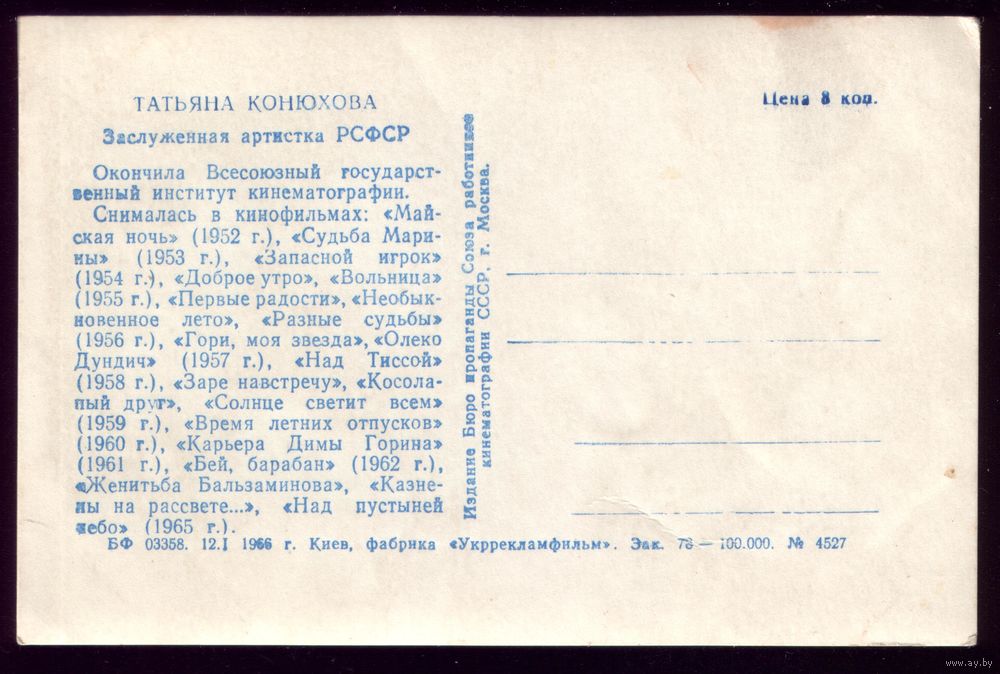 ТАТЬЯНА КОНЮХОВА
Заслуженная артистка РСФСР
Окончила Всесоюзный государст-
венный институт кинематографии.
Снималась в кинофильмах: «Май-
ская ночь» (1952 г.), «Судьба Мари-
ны» (1953 г.), «Запасной игрок»
(1954 г.), «Доброе утро», «Вольница»
(1955 г.), «Первые радости», «Необык-
новенное лето», «Разные судьбы»
(1956 г.), «Гори, моя звезда», «Олеко
Дундич» (1957 г.), «Над Тиссой»
(1958 г.), «Заре навстречу», «Косола-
пый друг», «Солнце светит всем»
(1959 г.), «Время летних отпусков»
(1960 г.), «Карьера Димы Горина»
(1961 г.), «Бей, барабан» (1962 г.),
«Женитьба Бальзаминова», «Казне-
ны на рассвете...», «Над пустыней
небо» (1965 г.).
Издание Бюро пропаганды Союза работников
кинематографии СССР, г. Москва.
Цена 8 коп.
БФ 03358. 12.I 1966 г. Киев, фабрика «Укррекламфильм». Зак. 78 — 100.000. № 4527
www.ay.by